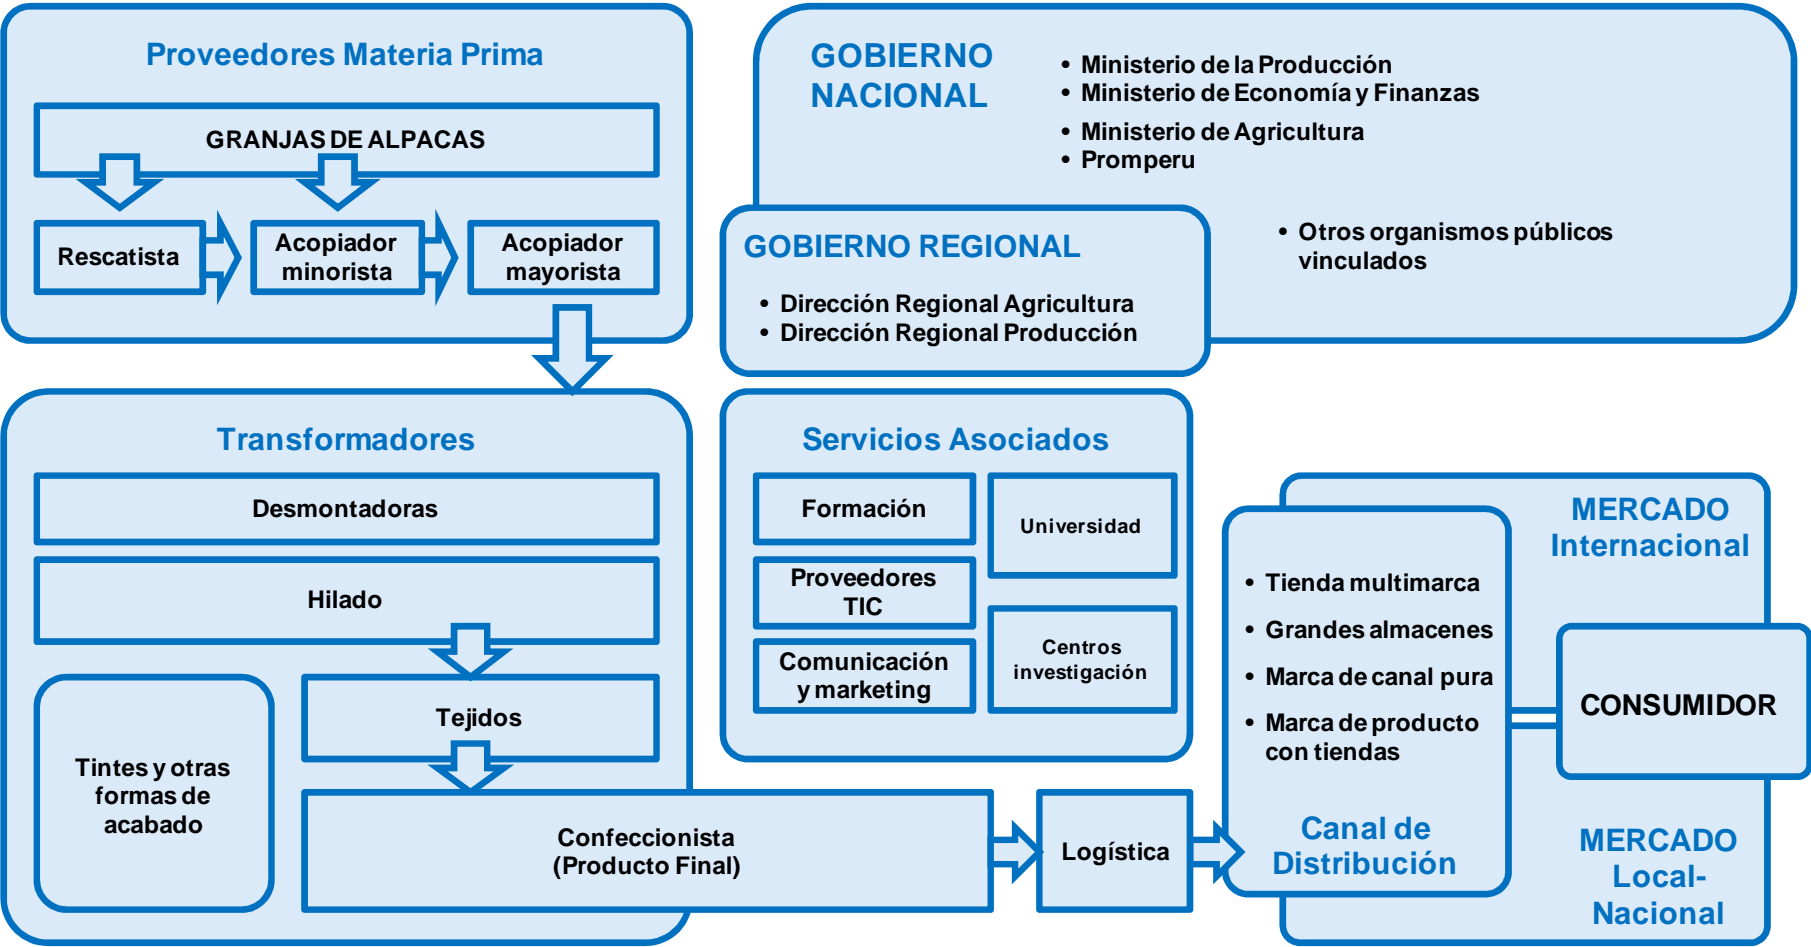 Proveedores Materia Prima
GRANJAS DE ALPACAS
Rescatista
Acopiador
minorista
Acopiador
mayorista
GOBIERNO
NACIONAL
• Ministerio de la Producción
• Ministerio de Economía y Finanzas
• Ministerio de Agricultura
• Promperu
• Otros organismos públicos
vinculados
GOBIERNO REGIONAL
• Dirección Regional Agricultura
• Dirección Regional Producción
Transformadores
Desmontadoras
Hilado
Tejidos
Tintes y otras
formas de
acabado
Confeccionista
(Producto Final)
Servicios Asociados
Formación
Proveedores
TIC
Comunicación
y marketing
Universidad
Centros
investigación
Logística
• Tienda multimarca
• Grandes almacenes
• Marca de canal pura
• Marca de producto
con tiendas
Canal de
Distribución
MERCADO
Internacional
CONSUMIDOR
MERCADO
Local-
Nacional